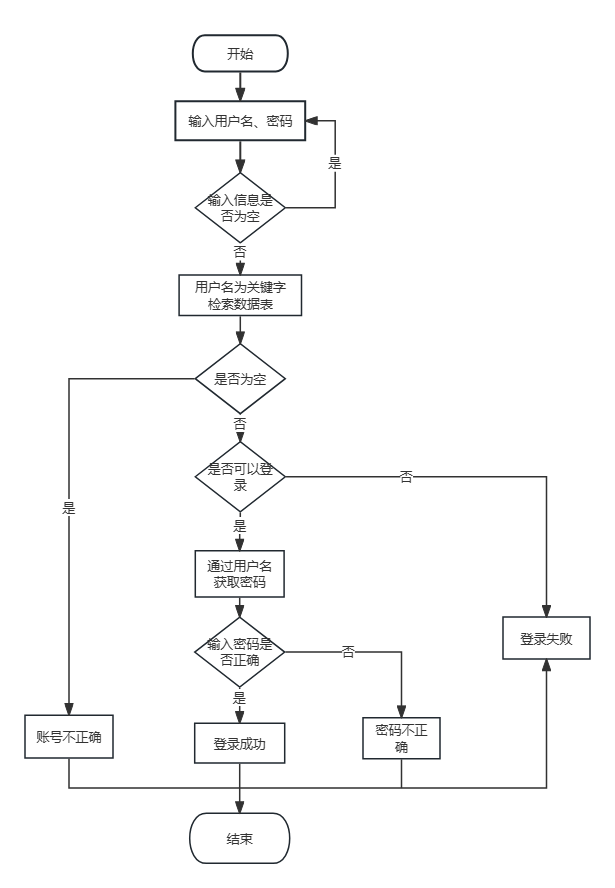 开始
输入用户名、密码
是
输入信息是
否为空
否
用户名为关键字
检索数据表
是否为空
否
是否可以登
录
否
是
是
通过用户名
获取密码
登录失败
输入密码是
否正确
否
是
账号不正确
登录成功
密码不正
确
结束